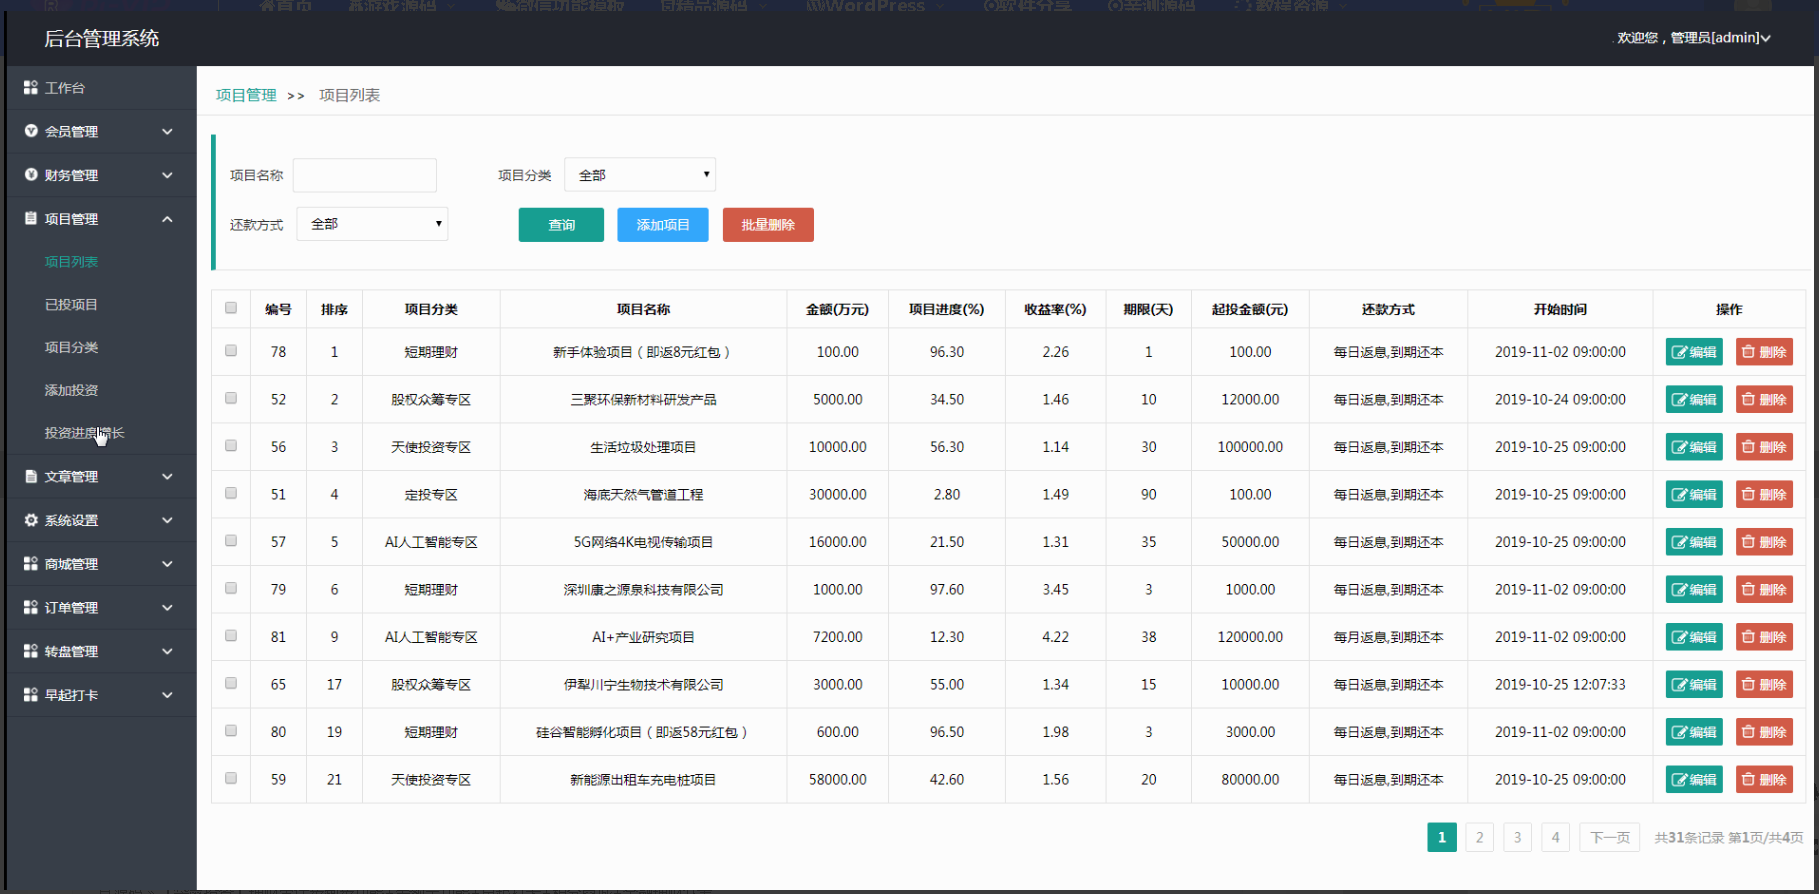 首页 游戏源码 微信功能模板 精品源码 WordPress 软件分享 亲测源码 教程资源
后台管理系统
欢迎您，管理员[admin]
工作台
会员管理
财务管理
项目管理
项目列表
已投项目
项目分类
添加投资
投资进度增长
文章管理
系统设置
商城管理
订单管理
转盘管理
早起打卡
项目管理 >> 项目列表
项目名称 项目分类 全部
还款方式 全部 查询 添加项目 批量删除
编号 排序 项目分类 项目名称 金额(万元) 项目进度(%) 收益率(%) 期限(天) 起投金额(元) 还款方式 开始时间 操作
78 1 短期理财 新手体验项目（即返8元红包） 100.00 96.30 2.26 1 100.00 每日返息,到期还本 2019-11-02 09:00:00 编辑 删除
52 2 股权众筹专区 三聚环保新材料研发产品 5000.00 34.50 1.46 10 12000.00 每日返息,到期还本 2019-10-24 09:00:00 编辑 删除
56 3 天使投资专区 生活垃圾处理项目 10000.00 56.30 1.14 30 100000.00 每日返息,到期还本 2019-10-25 09:00:00 编辑 删除
51 4 定投专区 海底天然气管道工程 30000.00 2.80 1.49 90 100.00 每日返息,到期还本 2019-10-25 09:00:00 编辑 删除
57 5 AI人工智能专区 5G网络4K电视传输项目 16000.00 21.50 1.31 35 50000.00 每日返息,到期还本 2019-10-25 09:00:00 编辑 删除
79 6 短期理财 深圳康之源泉科技有限公司 1000.00 97.60 3.45 3 1000.00 每日返息,到期还本 2019-11-02 09:00:00 编辑 删除
81 9 AI人工智能专区 AI+产业研究项目 7200.00 12.30 4.22 38 120000.00 每月返息,到期还本 2019-11-02 09:00:00 编辑 删除
65 17 股权众筹专区 伊犁川宁生物技术有限公司 3000.00 55.00 1.34 15 10000.00 每日返息,到期还本 2019-10-25 12:07:33 编辑 删除
80 19 短期理财 硅谷智能孵化项目（即返58元红包） 600.00 96.50 1.98 3 3000.00 每日返息,到期还本 2019-11-02 09:00:00 编辑 删除
59 21 天使投资专区 新能源出租车充电桩项目 58000.00 42.60 1.56 20 80000.00 每日返息,到期还本 2019-10-25 09:00:00 编辑 删除
1 2 3 4 下一页 共31条记录 第1页/共4页